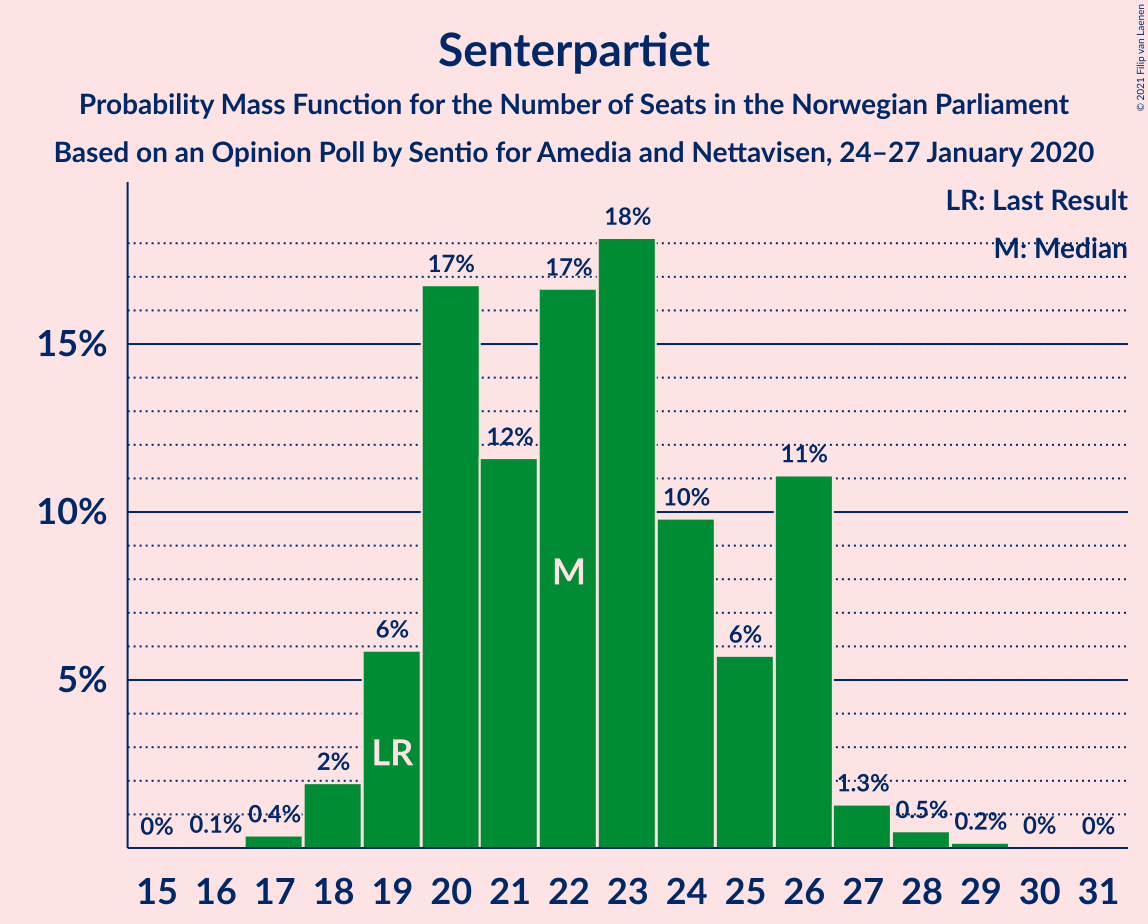 Senterpartiet
Probability Mass Function for the Number of Seats in the Norwegian Parliament
Based on an Opinion Poll by Sentio for Amedia and Nettavisen, 24–27 January 2020
© 2021 Filip van Laenen
LR: Last Result
M: Median
15%
10%
5%
0%
0.1%
0.4%
2%
6%
17%
12%
17%
18%
10%
6%
11%
1.3%
0.5%
0.2%
0%
0%
LR
M
15 16 17 18 19 20 21 22 23 24 25 26 27 28 29 30 31